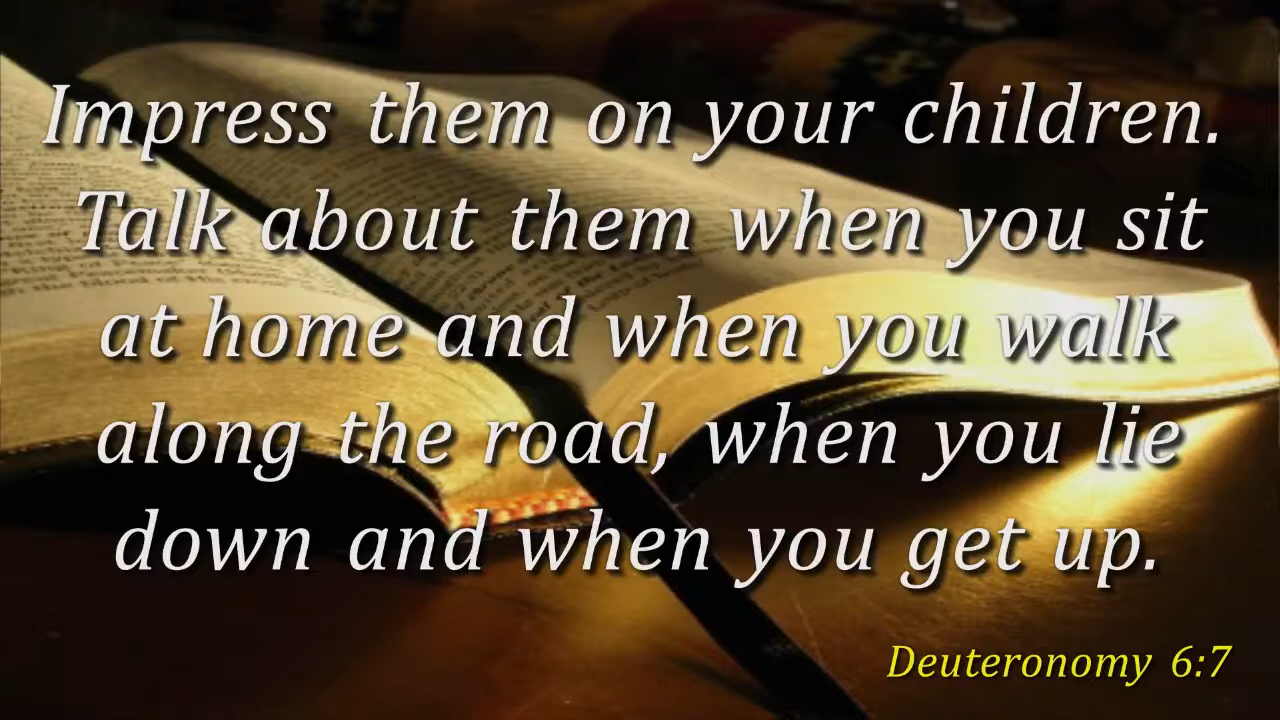 Impress them on your children.
Talk about them when you sit
at home and when you walk
along the road, when you lie
down and when you get up.
Deuteronomy 6:7